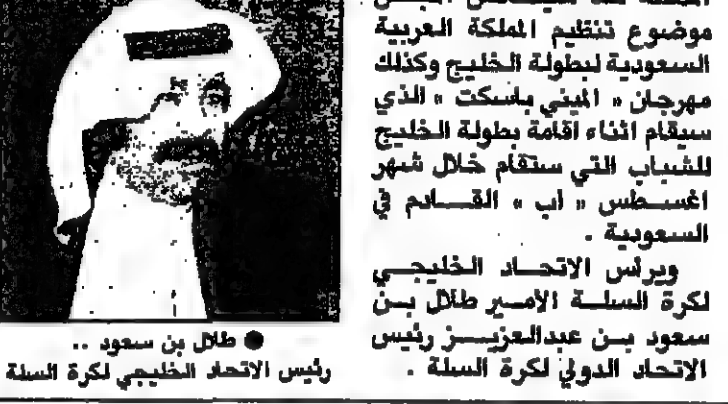 موضوع تنظيم المملكة العربية
السعودية لبطولة الخليج وكذلك
مهرجان « الميني باسكت » الذي
سيقام اثناء اقامة بطولة الخليج
للشباب التي ستقام خلال شهر
اغسطس « اب » القادم في
السعودية .
ويرأس الاتحاد الخليجي
لكرة السلة الأمير طلال بن
سعود بن عبدالعزيز رئيس
الاتحاد الدولي لكرة السلة .
● طلال بن سعود ..
رئيس الاتحاد الخليجي لكرة السلة